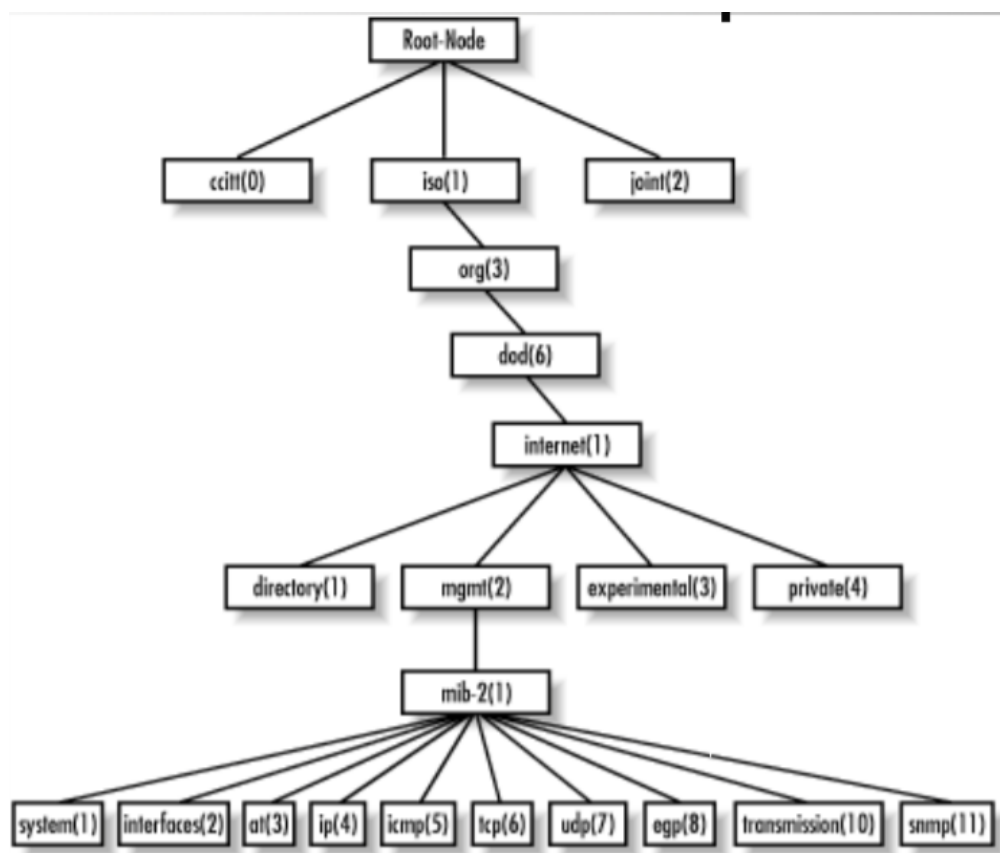 Root-Node
ccitt(0) iso(1) joint(2)
org(3)
dod(6)
internet(1)
directory(1) mgmt(2) experimental(3) private(4)
mib-2(1)
system(1) interfaces(2) at(3) ip(4) icmp(5) tcp(6) udp(7) egp(8) transmission(10) snmp(11)